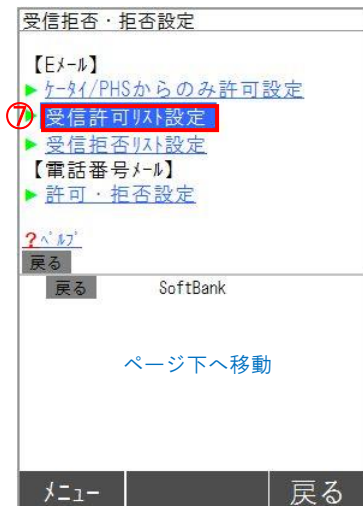 受信拒否・拒否設定
【Eﾒｰﾙ】
▶ ｹｰﾀｲ/PHSからのみ許可設定
⑦ ▶ 受信許可ﾘｽﾄ設定
▶ 受信拒否ﾘｽﾄ設定
【電話番号ﾒｰﾙ】
▶ 許可・拒否設定
?ﾍﾙﾌﾟ
戻る
戻る SoftBank
ページ下へ移動
ﾒﾆｭｰ 戻る